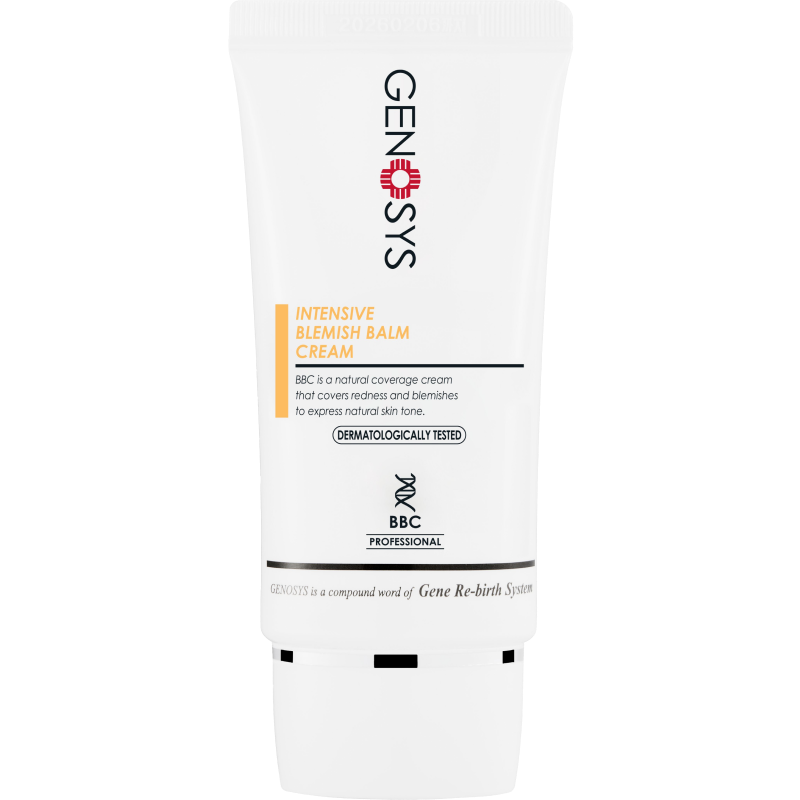 GENOSYS
INTENSIVE
BLEMISH BALM
CREAM
BBC is a natural coverage cream
that covers redness and blemishes
to express natural skin tone.
DERMATOLOGICALLY TESTED
BBC
PROFESSIONAL
GENOSYS is a compound word of Gene Re-birth System